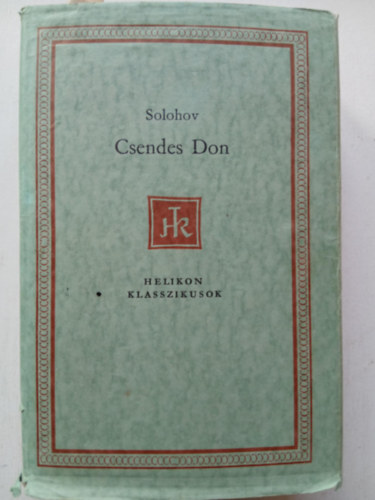 Solohov
Csendes Don
HK
HELIKON
KLASSZIKUSOK